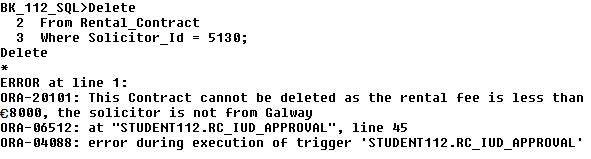 BK_112_SQL>Delete
2 From Rental_Contract
3 Where Solicitor_Id = 5130;
Delete
*
ERROR at line 1:
ORA-20101: This Contract cannot be deleted as the rental fee is less than
€8000, the solicitor is not from Galway
ORA-06512: at "STUDENT112.RC_IUD_APPROVAL", line 45
ORA-04088: error during execution of trigger 'STUDENT112.RC_IUD_APPROVAL'